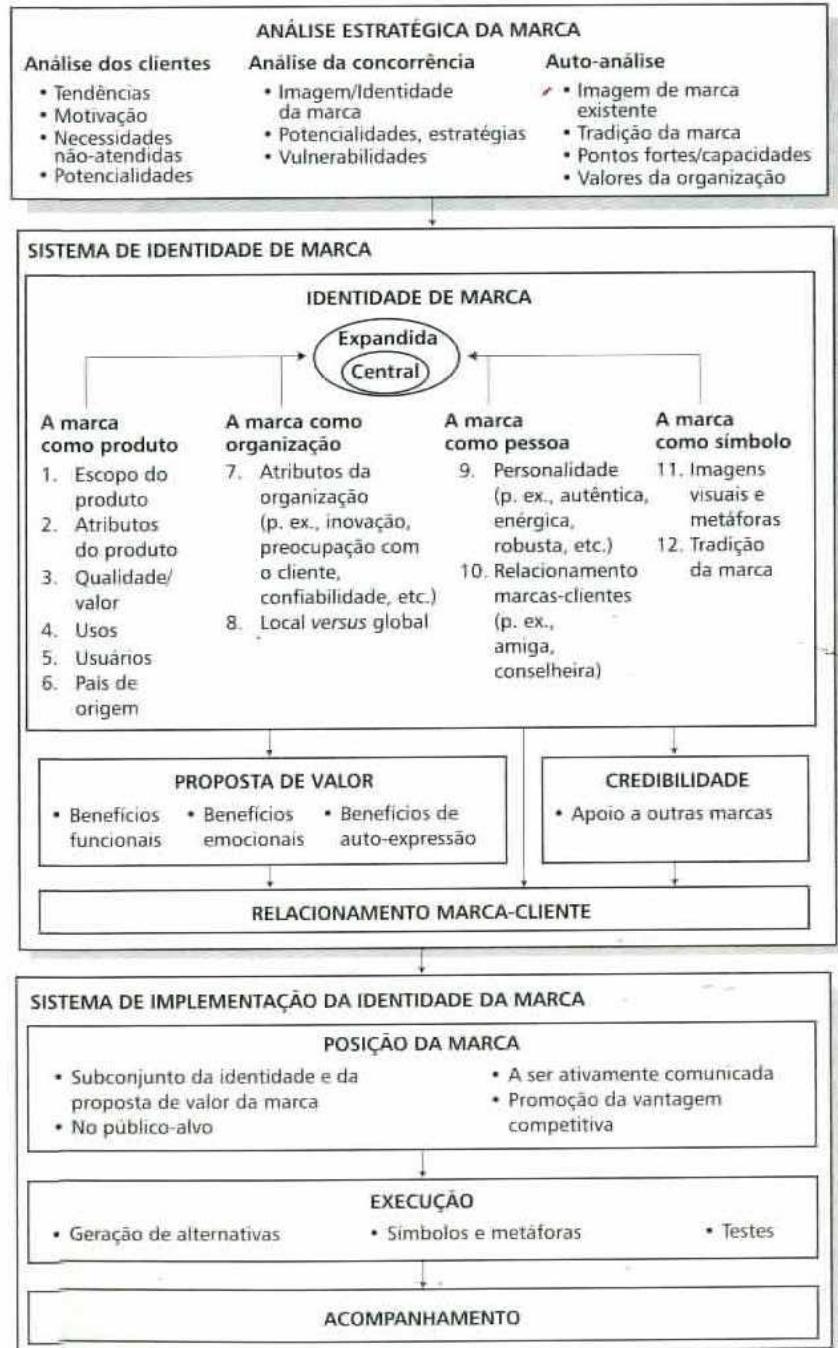 ANÁLISE ESTRATÉGICA DA MARCA
Análise dos clientes
• Tendências
• Motivação
• Necessidades
não-atendidas
• Potencialidades
Análise da concorrência
• Imagem/Identidade
da marca
• Potencialidades, estratégias
• Vulnerabilidades
Auto-análise
• Imagem de marca
existente
• Tradição da marca
• Pontos fortes/capacidades
• Valores da organização
SISTEMA DE IDENTIDADE DE MARCA
IDENTIDADE DE MARCA
Expandida
Central
A marca
como produto
1. Escopo do
produto
2. Atributos
do produto
3. Qualidade/
valor
4. Usos
5. Usuários
6. País de
origem
A marca como
organização
7. Atributos da
organização
(p. ex., inovação,
preocupação com
o cliente,
confiabilidade, etc.)
8. Local versus global
A marca
como pessoa
9. Personalidade
(p. ex., autêntica,
enérgica,
robusta, etc.)
10. Relacionamento
marcas-clientes
(p. ex.,
amiga,
conselheira)
A marca
como símbolo
11. Imagens
visuais e
metáforas
12. Tradição
da marca
PROPOSTA DE VALOR
• Benefícios
funcionais
• Benefícios
emocionais
• Benefícios de
auto-expressão
CREDIBILIDADE
• Apoio a outras marcas
RELACIONAMENTO MARCA-CLIENTE
SISTEMA DE IMPLEMENTAÇÃO DA IDENTIDADE DA MARCA
POSIÇÃO DA MARCA
• Subconjunto da identidade e da
proposta de valor da marca
• No público-alvo
• A ser ativamente comunicada
• Promoção da vantagem
competitiva
EXECUÇÃO
• Geração de alternativas
• Símbolos e metáforas
• Testes
ACOMPANHAMENTO